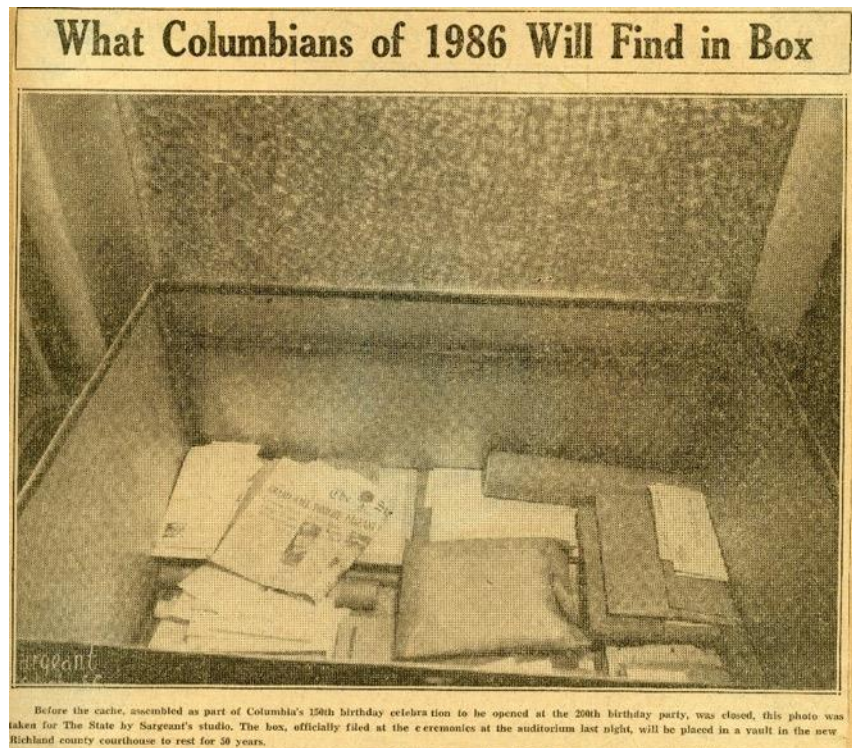 What Columbians of 1986 Will Find in Box
The
argeant
Before the cache, assembled as part of Columbia's 150th birthday celebration to be opened at the 200th birthday party, was closed, this photo was
taken for The State by Sargeant's studio. The box, officially filed at the ceremonies at the auditorium last night, will be placed in a vault in the new
Richland county courthouse to rest for 50 years.